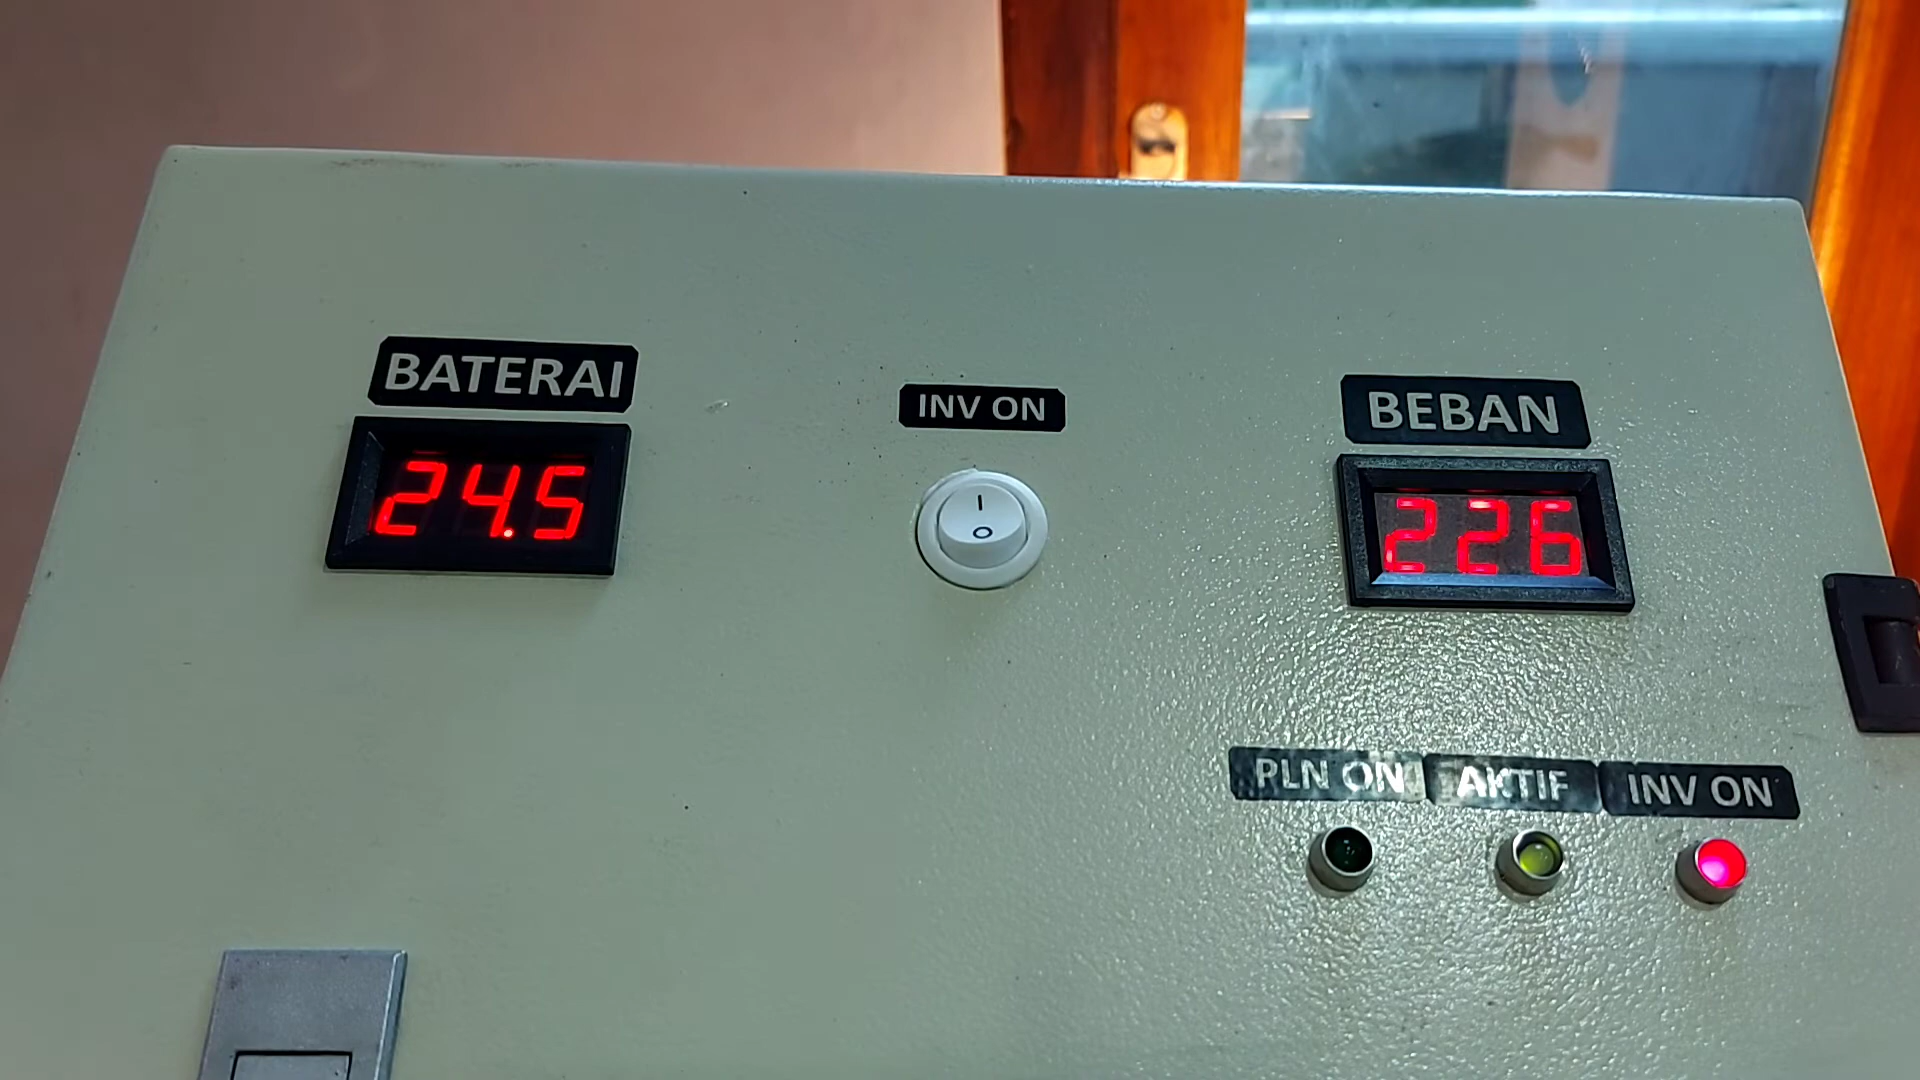 BATERAI
24.5
INV ON
I
O
BEBAN
226
PLN ON
AKTIF
INV ON